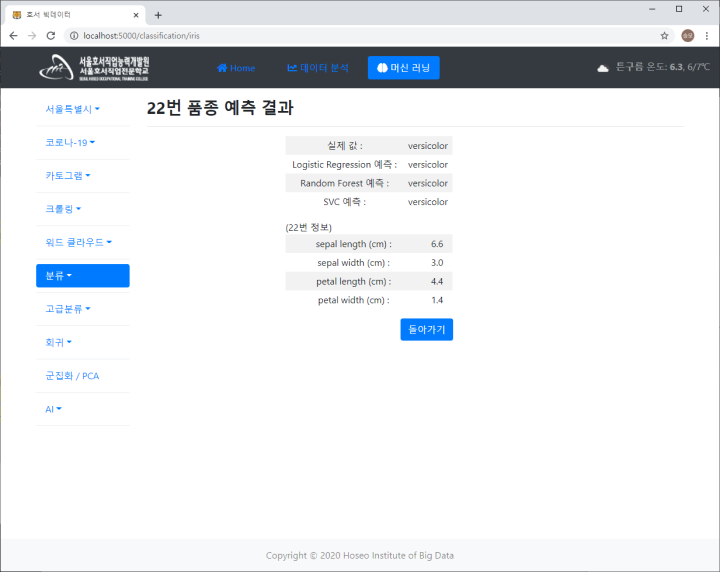 호서 빅데이터
localhost:5000/classification/iris
서울호서직업능력개발원
서울호서직업전문학교
SEOUL HOSEO OCCUPATIONAL TRAINING COLLEGE
Home
데이터 분석
머신 러닝
튼구름 온도: 6.3, 6/7℃
서울특별시
코로나-19
카토그램
크롤링
워드 클라우드
분류
고급분류
회귀
군집화 / PCA
AI
22번 품종 예측 결과
실제 값 : versicolor
Logistic Regression 예측 : versicolor
Random Forest 예측 : versicolor
SVC 예측 : versicolor
(22번 정보)
sepal length (cm) : 6.6
sepal width (cm) : 3.0
petal length (cm) : 4.4
petal width (cm) : 1.4
돌아가기
Copyright © 2020 Hoseo Institute of Big Data